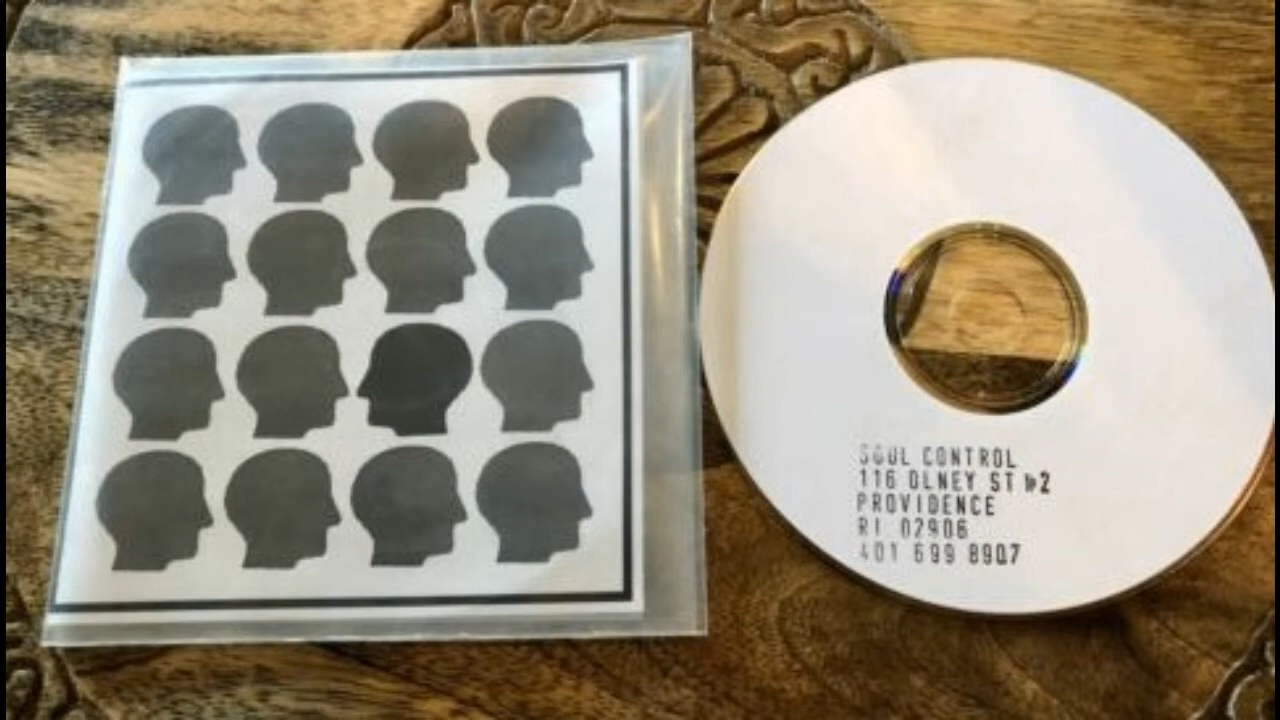 SOUL CONTROL
116 OLNEY ST #2
PROVIDENCE
RI 02906
401 699 8907